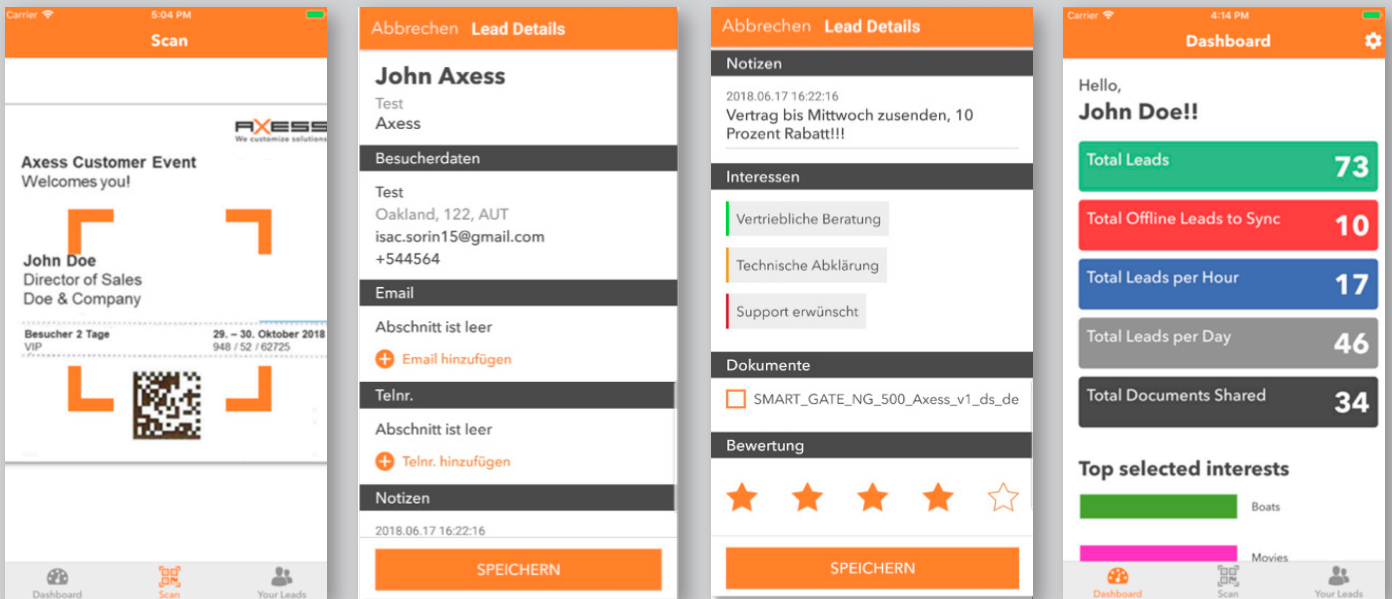 Carrier 5:04 PM
Scan
AXESS
We customize solutions
Axess Customer Event
Welcomes you!
John Doe
Director of Sales
Doe & Company
Besucher 2 Tage 29. – 30. Oktober 2018
VIP 948 / 52 / 62725
Dashboard Scan Your Leads
Abbrechen Lead Details
John Axess
Test
Axess
Besucherdaten
Test
Oakland, 122, AUT
isac.sorin15@gmail.com
+544564
Email
Abschnitt ist leer
Email hinzufügen
Telnr.
Abschnitt ist leer
Telnr. hinzufügen
Notizen
2018.06.17 16:22:16
SPEICHERN
Abbrechen Lead Details
Notizen
2018.06.17 16:22:16
Vertrag bis Mittwoch zusenden, 10
Prozent Rabatt!!!
Interessen
Vertriebliche Beratung
Technische Abklärung
Support erwünscht
Dokumente
SMART_GATE_NG_500_Axess_v1_ds_de
Bewertung
SPEICHERN
Carrier 4:14 PM
Dashboard
Hello,
John Doe!!
Total Leads 73
Total Offline Leads to Sync 10
Total Leads per Hour 17
Total Leads per Day 46
Total Documents Shared 34
Top selected interests
Boats
Movies
Dashboard Scan Your Leads